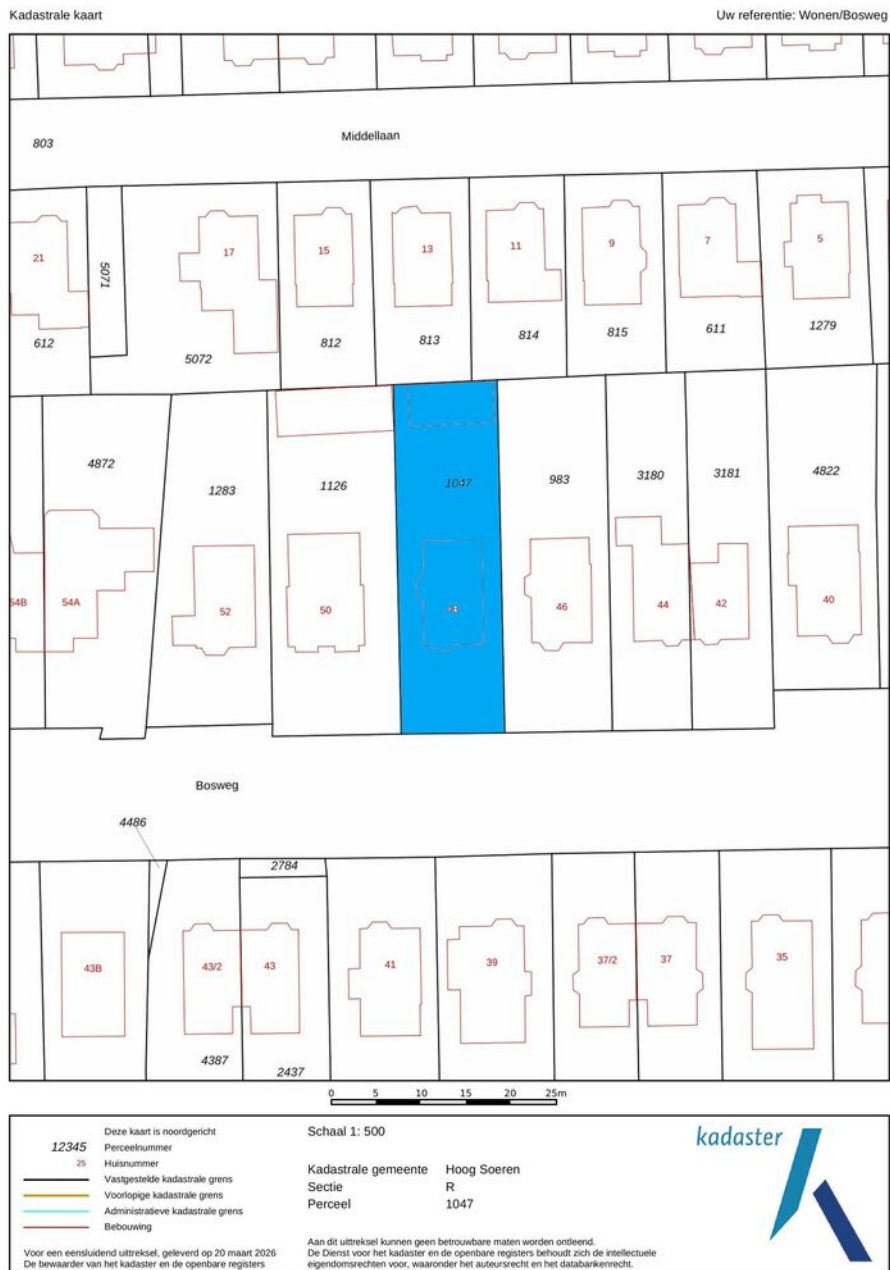 Kadastrale kaart Uw referentie: Wonen/Bosweg
803 Middellaan
21 5071 17 15 13 11 9 7 5
612 5072 812 813 814 815 611 1279
4872 1283 1126 1047 983 3180 3181 4822
54B 54A 52 50 46 44 42 40
Bosweg
4486
2784
43B 43/2 43 41 39 37/2 37 35
4387 2437
0 5 10 15 20 25m
Deze kaart is noordgericht
12345 Perceelnummer
25 Huisnummer
Vastgestelde kadastrale grens
Voorlopige kadastrale grens
Administratieve kadastrale grens
Bebouwing
Voor een eensluidend uittreksel, geleverd op 20 maart 2026
De bewaarder van het kadaster en de openbare registers
Schaal 1: 500
Kadastrale gemeente Hoog Soeren
Sectie R
Perceel 1047
Aan dit uittreksel kunnen geen betrouwbare maten worden ontleend.
De Dienst voor het kadaster en de openbare registers behoudt zich de intellectuele
eigendomsrechten voor, waaronder het auteursrecht en het databankenrecht.
kadaster